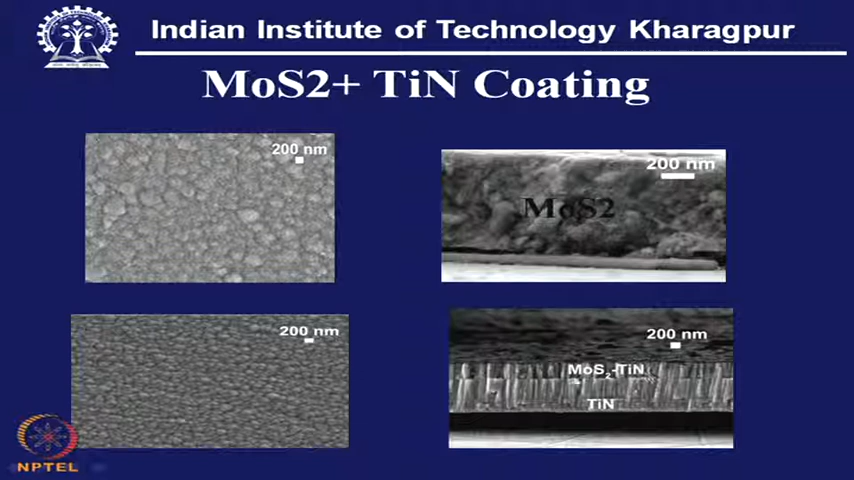 Indian Institute of Technology Kharagpur
MoS2+ TiN Coating
200 nm
200 nm
MoS2
200 nm
200 nm
MoS2-TiN
TiN
NPTEL